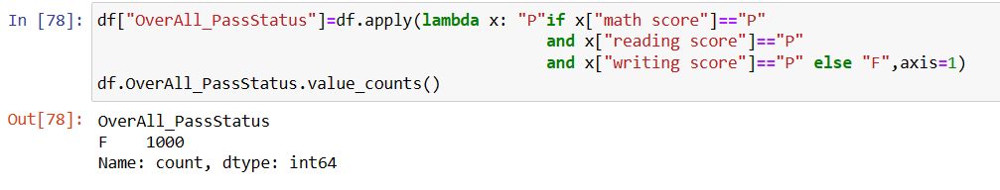 In [78]: df["OverAll_PassStatus"]=df.apply(lambda x: "P"if x["math score"]=="P"
and x["reading score"]=="P"
and x["writing score"]=="P" else "F",axis=1)
df.OverAll_PassStatus.value_counts()
Out[78]: OverAll_PassStatus
F    1000
Name: count, dtype: int64